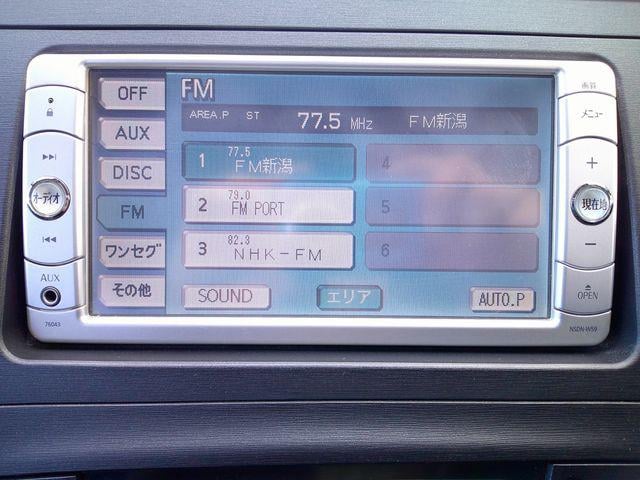 OFF
AUX
DISC
FM
ワンセグ
その他
FM
AREA.P ST 77.5 MHz FM新潟
1 77.5 FM新潟
2 79.0 FM PORT
3 82.3 NHK-FM
4
5
6
SOUND
エリア
AUTO.P
オーディオ
AUX
76043
画質
メニュー
+
現在地
−
OPEN
NSDN-W59